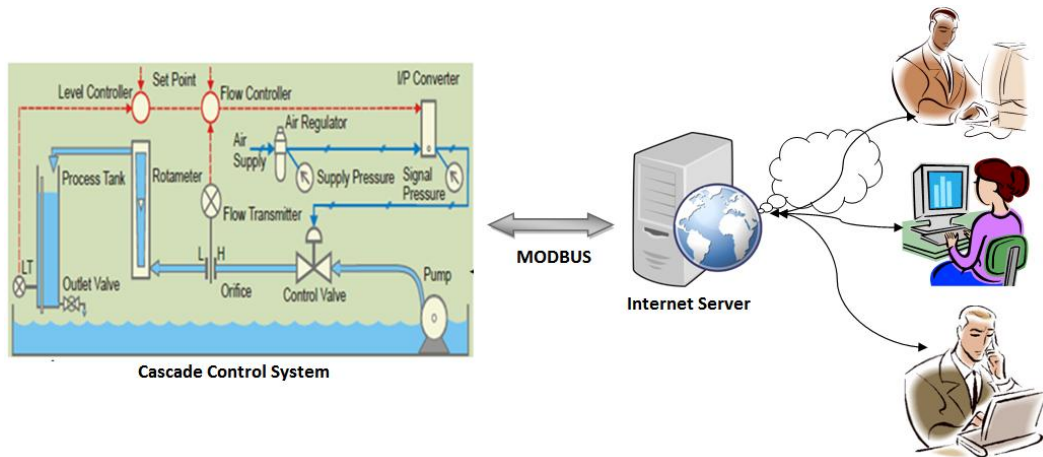 I/P Converter
Set Point
Level Controller
Flow Controller
Air Regulator
Air
Supply
Process Tank
Rotameter
Supply Pressure
Signal
Pressure
Flow Transmitter
L
H
LT
Outlet Valve
Orifice
Control Valve
Pump
Cascade Control System
MODBUS
Internet Server